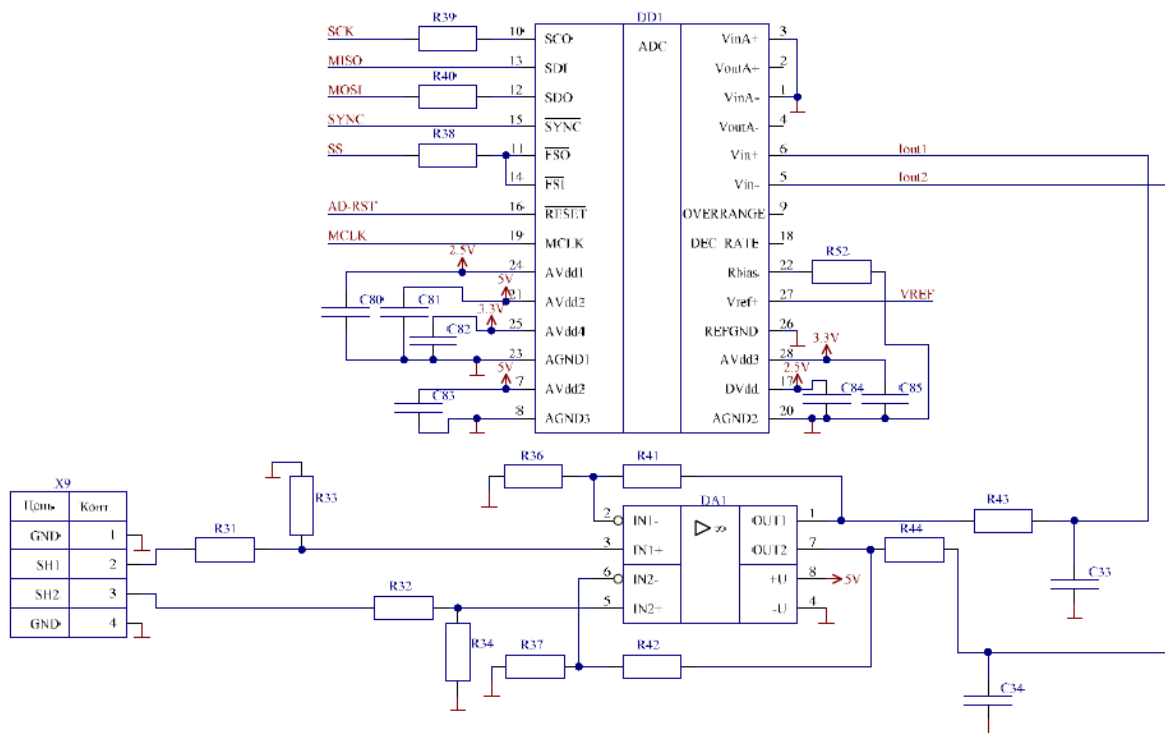 DD1
ADC
SCK R39 10 SCO VinA+ 3
MISO 13 SDI VoutA+ 2
MOSI R40 12 SDO VinA- 1
SYNC 15 SYNC VoutA- 4
SS R38 11 FSO Vin+ 6 Iout1
14 FSI Vin- 5 Iout2
AD-RST 16 RESET OVERRANGE 9
MCLK 19 MCLK DEC RATE 18
2.5V 24 AVdd1 Rbias 22 R52
C80 C81 5V 21 AVdd2 Vref+ 27 VREF
C82 3.3V 25 AVdd4 REFGND 26
23 AGND1 AVdd3 28 3.3V
C83 5V 7 AVdd2 DVdd 17 2.5V C84 C85
8 AGND3 AGND2 20
X9
Цепь Конт.
GND 1
SH1 2
SH2 3
GND 4
R31
R33
R32
R34
R36
R41
DA1
2 IN1- OUT1 1
3 IN1+ OUT2 7
6 IN2- +U 8 5V
5 IN2+ -U 4
R37
R42
R43
R44
C33
C34